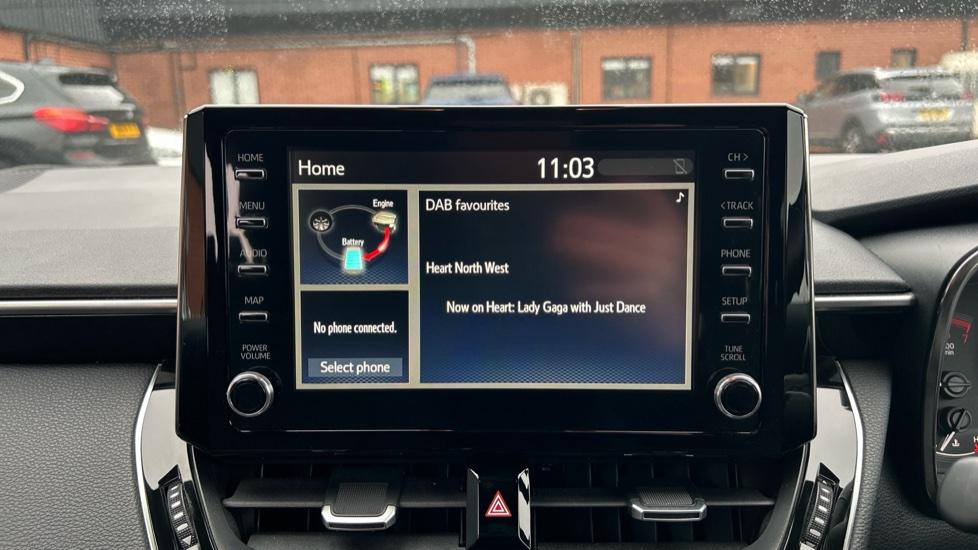 HOME
MENU
AUDIO
MAP
POWER
VOLUME
Home
11:03
Engine
Battery
No phone connected.
Select phone
DAB favourites
Heart North West
Now on Heart: Lady Gaga with Just Dance
CH >
< TRACK
PHONE
SETUP
TUNE
SCROLL